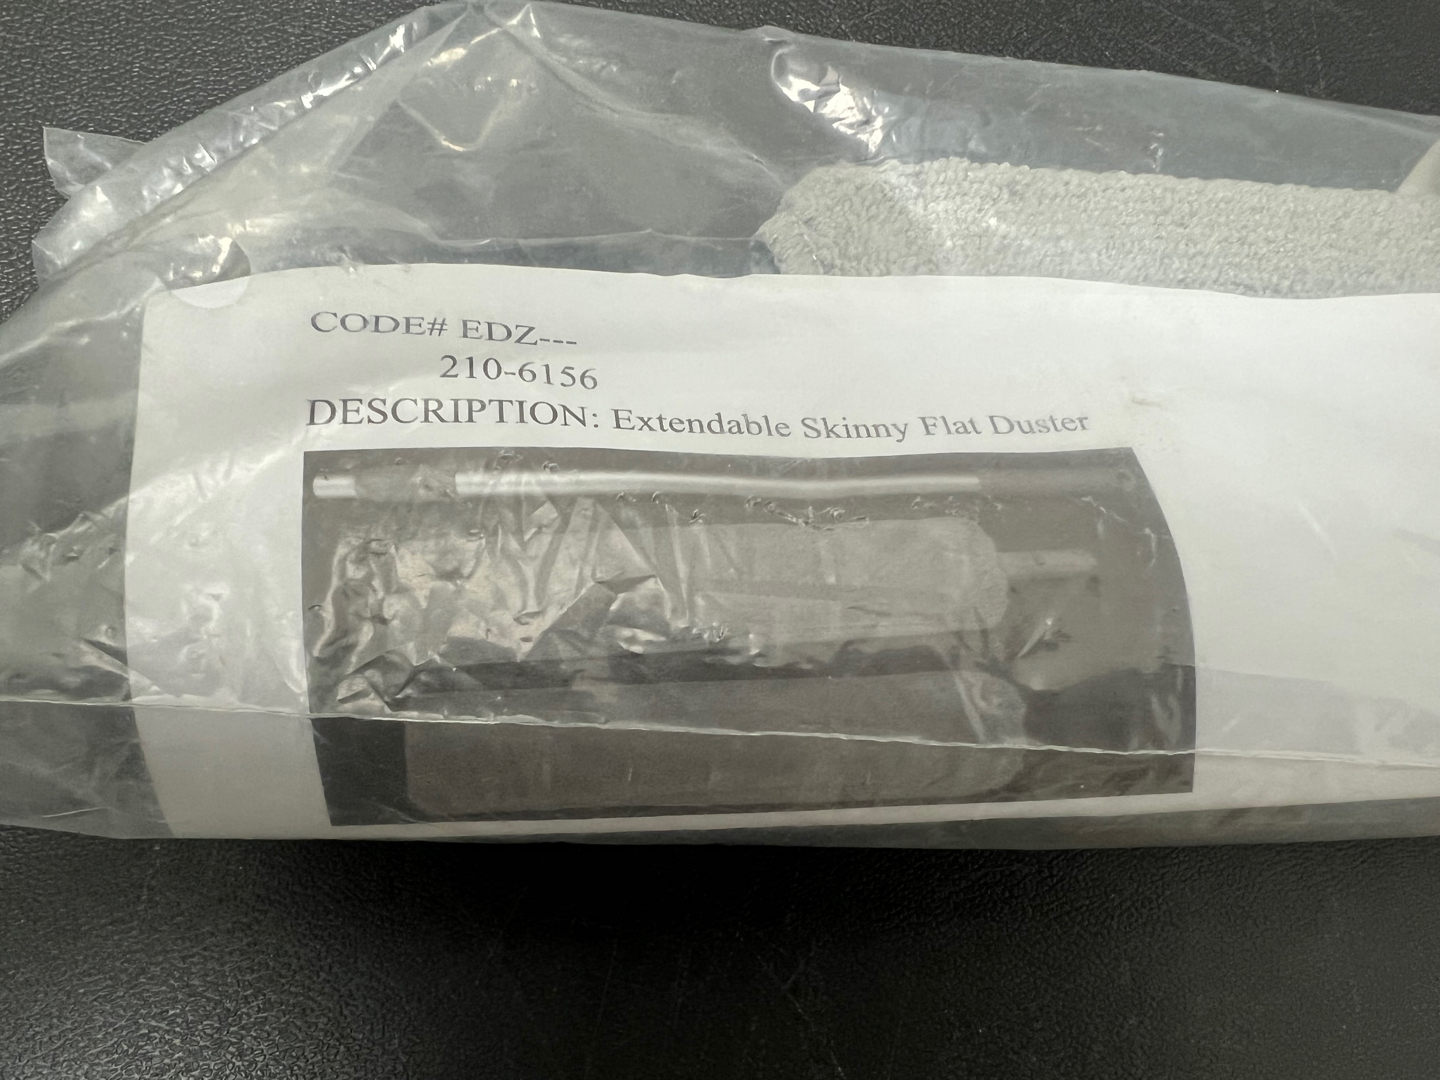 CODE# EDZ---
210-6156
DESCRIPTION: Extendable Skinny Flat Duster